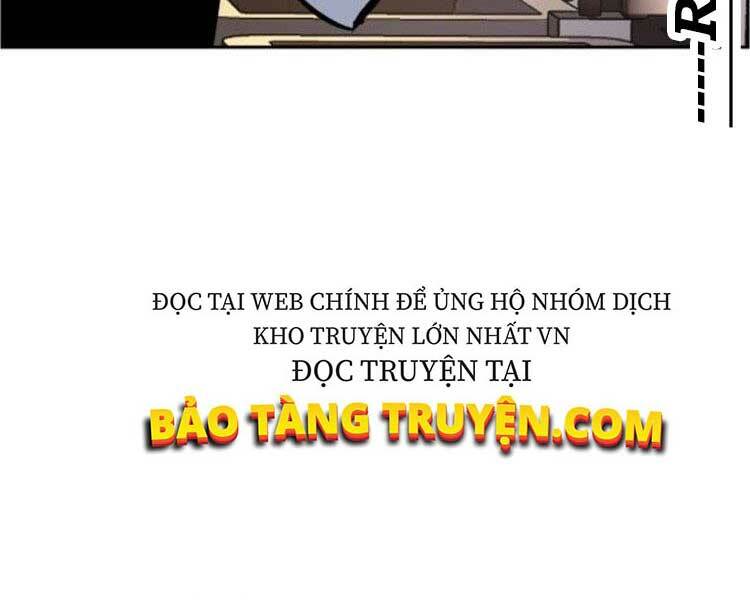 ĐỌC TẠI WEB CHÍNH ĐỂ ỦNG HỘ NHÓM DỊCH
KHO TRUYỆN LỚN NHẤT VN
ĐỌC TRUYỆN TẠI
BẢO TÀNG TRUYỆN.COM